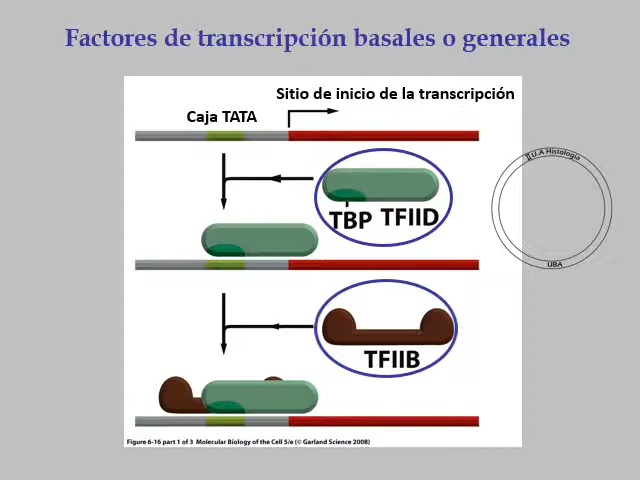 Factores de transcripción basales o generales
Sitio de inicio de la transcripción
Caja TATA
TBP TFIID
TFIIB
II U.A Histología
UBA
Figure 6-16 part 1 of 3 Molecular Biology of the Cell 5/e (© Garland Science 2008)